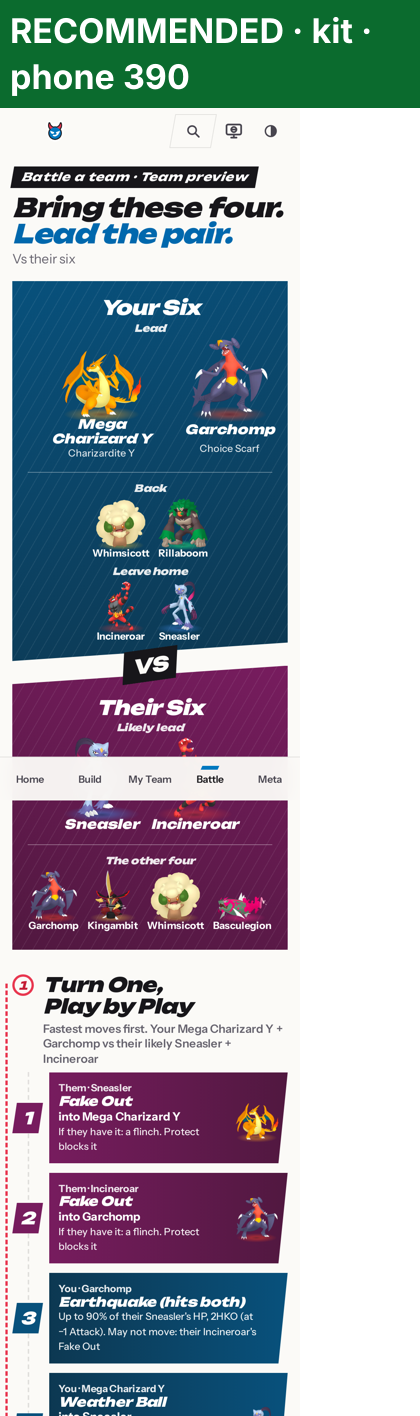 RECOMMENDED · kit ·
phone 390
Battle a team · Team preview
Bring these four.
Lead the pair.
Vs their six
Your Six
Lead
Mega
Charizard Y
Charizardite Y
Garchomp
Choice Scarf
Back
Whimsicott
Rillaboom
Leave home
Incineroar
Sneasler
VS
Their Six
Likely lead
Home
Build
My Team
Battle
Meta
Sneasler
Incineroar
The other four
Garchomp
Kingambit
Whimsicott
Basculegion
1
Turn One,
Play by Play
Fastest moves first. Your Mega Charizard Y +
Garchomp vs their likely Sneasler +
Incineroar
1
Them·Sneasler
Fake Out
into Mega Charizard Y
If they have it: a flinch. Protect
blocks it
2
Them·Incineroar
Fake Out
into Garchomp
If they have it: a flinch. Protect
blocks it
3
You·Garchomp
Earthquake (hits both)
Up to 90% of their Sneasler's HP, 2HKO (at
−1 Attack). May not move: their Incineroar's
Fake Out
You·Mega Charizard Y
Weather Ball
into Sneasler